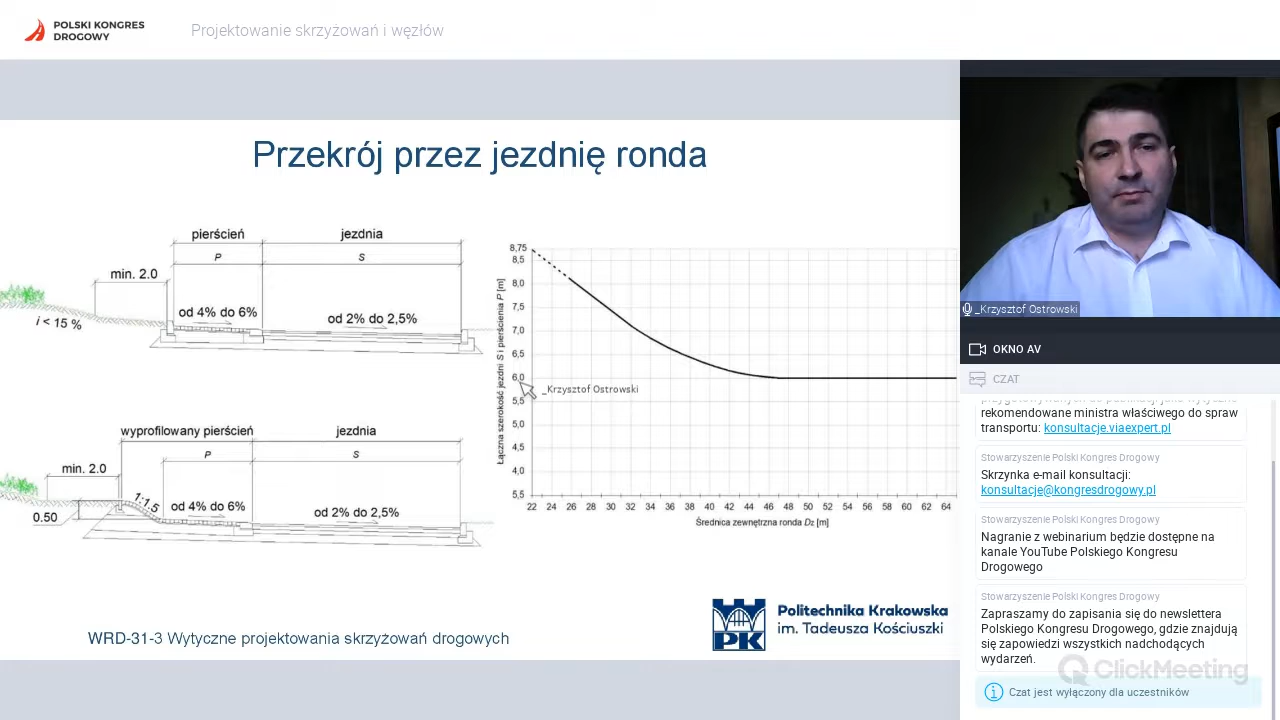 POLSKI KONGRES
DROGOWY
Projektowanie skrzyżowań i węzłów
Przekrój przez jezdnię ronda
pierścień
jezdnia
P
S
min. 2.0
od 4% do 6%
od 2% do 2,5%
i < 15 %
wyprofilowany pierścień
jezdnia
P
S
min. 2.0
1:1.5
od 4% do 6%
od 2% do 2,5%
0.50
Łączna szerokość jezdni S i pierścienia P [m]
8,75
8,5
8,0
7,5
7,0
6,5
6,0
5,5
5,0
4,5
4,0
5,5
22 24 26 28 30 32 34 36 38 40 42 43 44 46 48 50 52 54 56 58 60 62 64
Średnica zewnętrzna ronda Dz [m]
_Krzysztof Ostrowski
WRD-31-3 Wytyczne projektowania skrzyżowań drogowych
PK
Politechnika Krakowska
im. Tadeusza Kościuszki
_Krzysztof Ostrowski
OKNO AV
CZAT
rekomendowane ministra właściwego do spraw
transportu: konsultacje.viaexpert.pl
Stowarzyszenie Polski Kongres Drogowy
Skrzynka e-mail konsultacji:
konsultacje@kongresdrogowy.pl
Stowarzyszenie Polski Kongres Drogowy
Nagranie z webinarium będzie dostępne na
kanale YouTube Polskiego Kongresu
Drogowego
Stowarzyszenie Polski Kongres Drogowy
Zapraszamy do zapisania się do newslettera
Polskiego Kongresu Drogowego, gdzie znajdują
się zapowiedzi wszystkich nadchodzących
wydarzeń.
ClickMeeting
Czat jest wyłączony dla uczestników